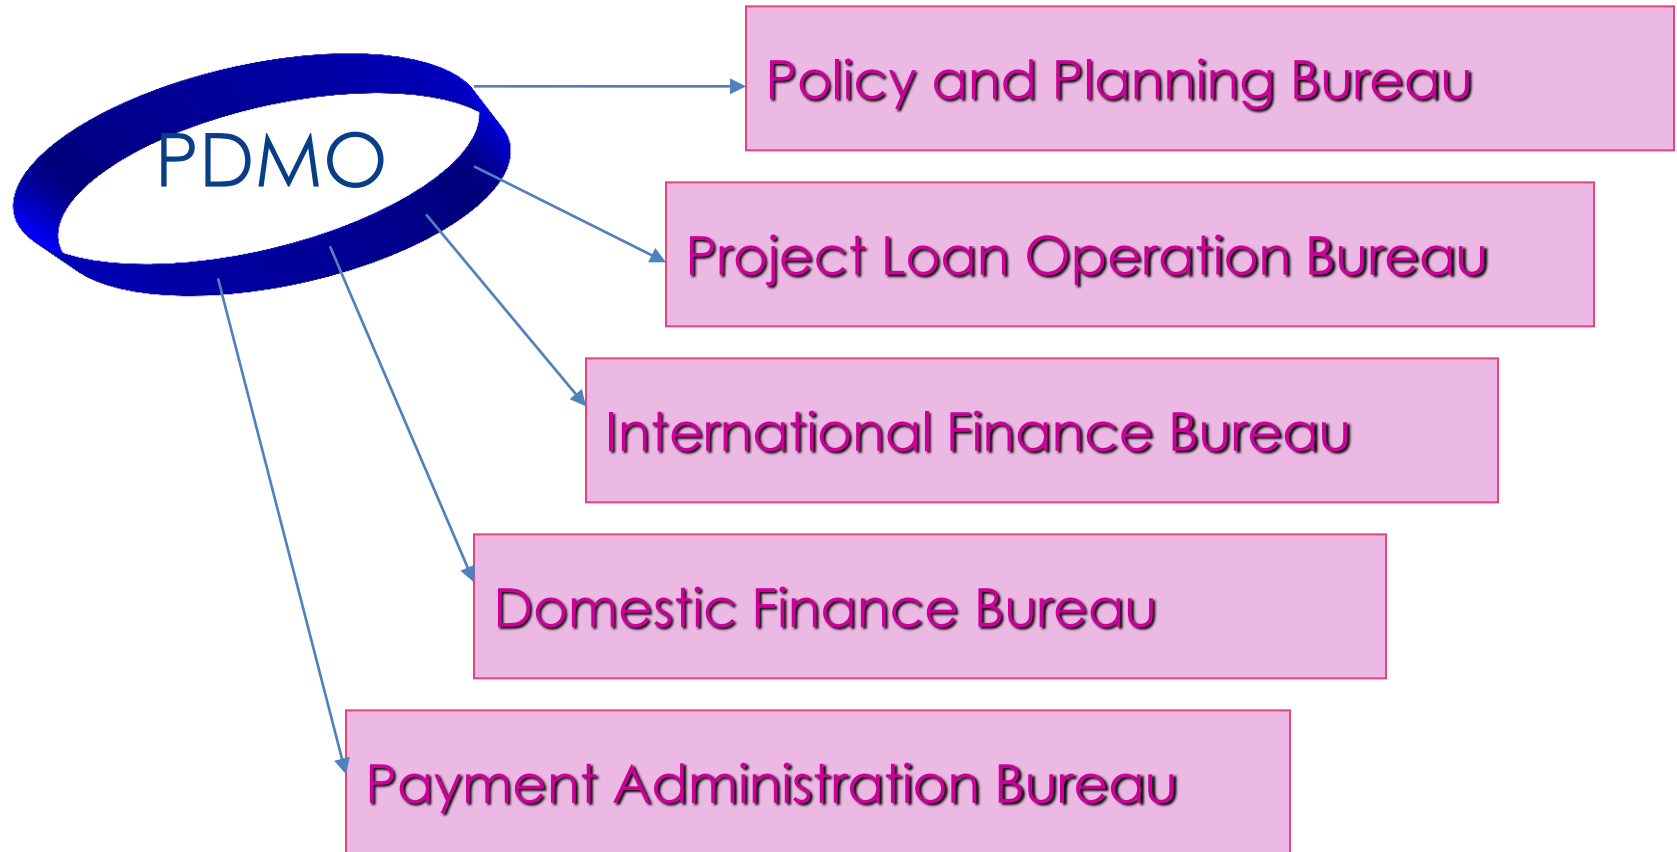 PDMO
Policy and Planning Bureau
Project Loan Operation Bureau
International Finance Bureau
Domestic Finance Bureau
Payment Administration Bureau